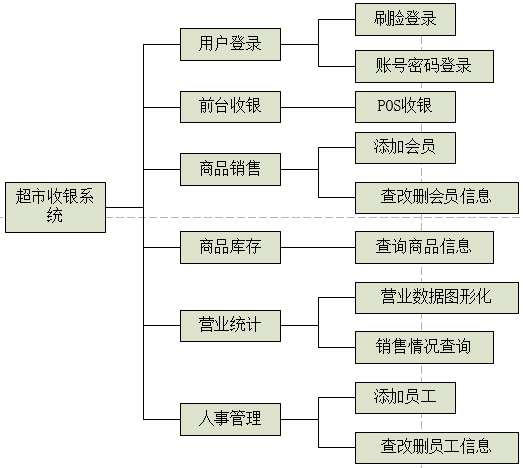 刷脸登录
用户登录
账号密码登录
前台收银
POS收银
添加会员
商品销售
超市收银系
统
查改删会员信息
商品库存
查询商品信息
营业数据图形化
营业统计
销售情况查询
添加员工
人事管理
查改删员工信息